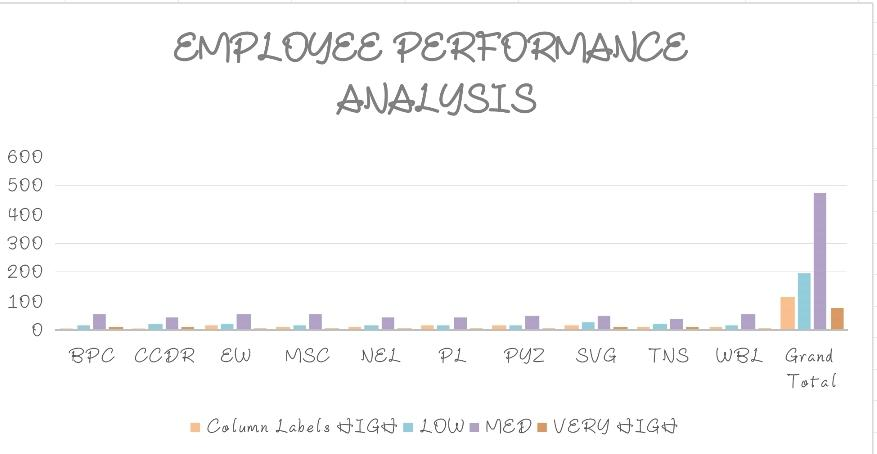 EMPLOYEE PERFORMANCE
ANALYSIS
600
500
400
300
200
100
0
BPC CCDR EW MSC NEL PL PYZ SVG TNS WBL Grand
Total
Column Labels HIGH LOW MED VERY HIGH